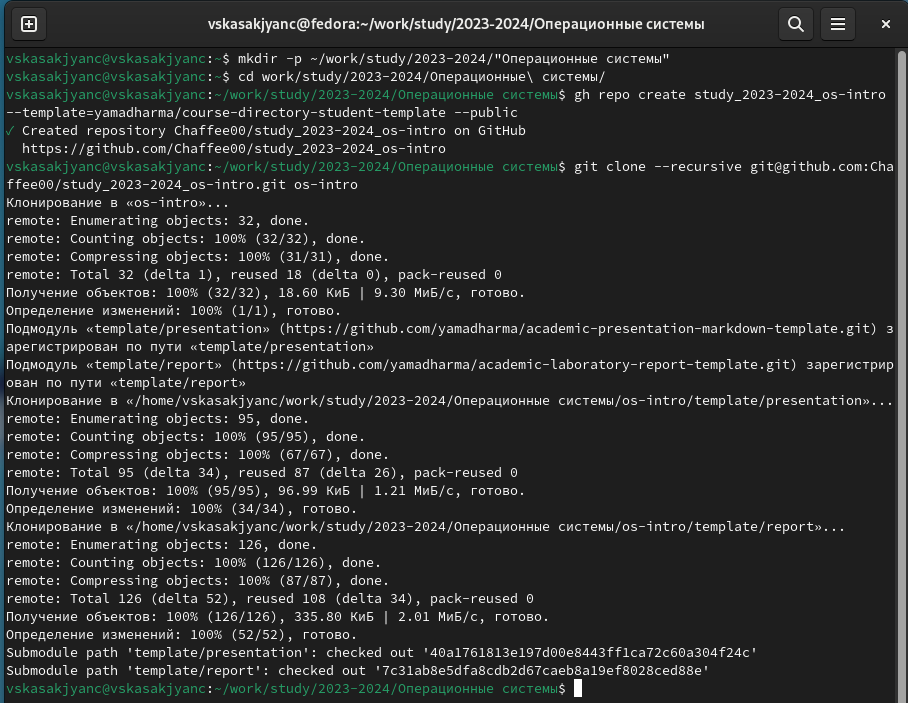 vskasakjyanc@fedora:~/work/study/2023-2024/Операционные системы
vskasakjyanc@vskasakjyanc:~$ mkdir -p ~/work/study/2023-2024/"Операционные системы"
vskasakjyanc@vskasakjyanc:~$ cd work/study/2023-2024/Операционные\ системы/
vskasakjyanc@vskasakjyanc:~/work/study/2023-2024/Операционные системы$ gh repo create study_2023-2024_os-intro
--template=yamadharma/course-directory-student-template --public
✓ Created repository Chaffee00/study_2023-2024_os-intro on GitHub
https://github.com/Chaffee00/study_2023-2024_os-intro
vskasakjyanc@vskasakjyanc:~/work/study/2023-2024/Операционные системы$ git clone --recursive git@github.com:Cha
ffee00/study_2023-2024_os-intro.git os-intro
Клонирование в «os-intro»...
remote: Enumerating objects: 32, done.
remote: Counting objects: 100% (32/32), done.
remote: Compressing objects: 100% (31/31), done.
remote: Total 32 (delta 1), reused 18 (delta 0), pack-reused 0
Получение объектов: 100% (32/32), 18.60 КиБ | 9.30 МиБ/с, готово.
Определение изменений: 100% (1/1), готово.
Подмодуль «template/presentation» (https://github.com/yamadharma/academic-presentation-markdown-template.git) з
арегистрирован по пути «template/presentation»
Подмодуль «template/report» (https://github.com/yamadharma/academic-laboratory-report-template.git) зарегистрир
ован по пути «template/report»
Клонирование в «/home/vskasakjyanc/work/study/2023-2024/Операционные системы/os-intro/template/presentation»...
remote: Enumerating objects: 95, done.
remote: Counting objects: 100% (95/95), done.
remote: Compressing objects: 100% (67/67), done.
remote: Total 95 (delta 34), reused 87 (delta 26), pack-reused 0
Получение объектов: 100% (95/95), 96.99 КиБ | 1.21 МиБ/с, готово.
Определение изменений: 100% (34/34), готово.
Клонирование в «/home/vskasakjyanc/work/study/2023-2024/Операционные системы/os-intro/template/report»...
remote: Enumerating objects: 126, done.
remote: Counting objects: 100% (126/126), done.
remote: Compressing objects: 100% (87/87), done.
remote: Total 126 (delta 52), reused 108 (delta 34), pack-reused 0
Получение объектов: 100% (126/126), 335.80 КиБ | 2.01 МиБ/с, готово.
Определение изменений: 100% (52/52), готово.
Submodule path 'template/presentation': checked out '40a1761813e197d00e8443ff1ca72c60a304f24c'
Submodule path 'template/report': checked out '7c31ab8e5dfa8cdb2d67caeb8a19ef8028ced88e'
vskasakjyanc@vskasakjyanc:~/work/study/2023-2024/Операционные системы$